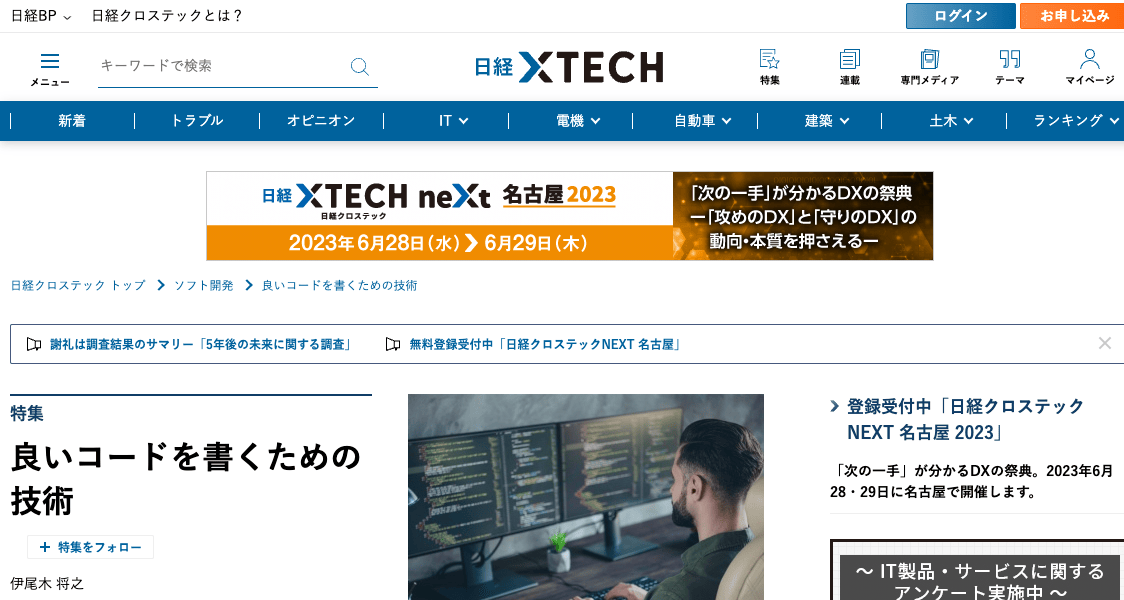 日経BP
日経クロステックとは？
ログイン
お申し込み
メニュー
キーワードで検索
日経 XTECH
特集
連載
専門メディア
テーマ
マイページ
新着
トラブル
オピニオン
IT
電機
自動車
建築
土木
ランキング
日経 XTECH neXt 名古屋 2023
日経クロステック
2023年6月28日（水）❯ 6月29日（木）
「次の一手」が分かるDXの祭典
ー「攻めのDX」と「守りのDX」の
動向・本質を押さえるー
日経クロステック トップ
ソフト開発
良いコードを書くための技術
謝礼は調査結果のサマリー「5年後の未来に関する調査」
無料登録受付中「日経クロステックNEXT 名古屋」
特集
良いコードを書くための
技術
＋ 特集をフォロー
伊尾木 将之
登録受付中「日経クロステック
NEXT 名古屋 2023」
「次の一手」が分かるDXの祭典。2023年6月
28・29日に名古屋で開催します。
～ IT製品・サービスに関する
アンケート実施中 ～